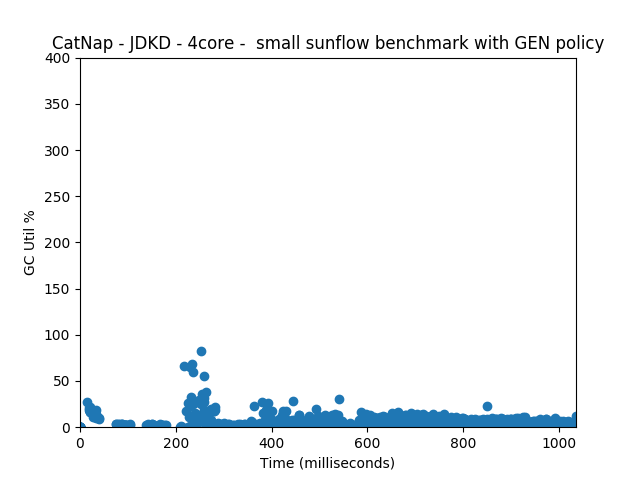 CatNap - JDKD - 4core -  small sunflow benchmark with GEN policy
400
350
300
250
200
150
100
50
0
GC Util %
0 200 400 600 800 1000
Time (milliseconds)